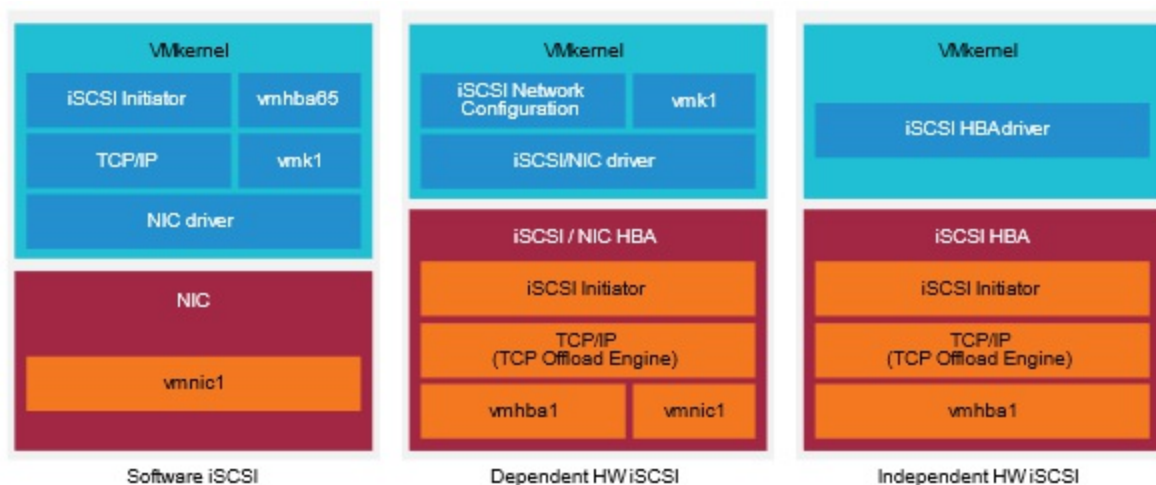 VMkernel
iSCSI Initiator
vmhba65
TCP/IP
vmk1
NIC driver
NIC
vmnic1
Software iSCSI
VMkernel
iSCSI Network
Configuration
vmk1
iSCSI/NIC driver
iSCSI / NIC HBA
iSCSI Initiator
TCP/IP
(TCP Offload Engine)
vmhba1
vmnic1
Dependent HW iSCSI
VMkernel
iSCSI HBA driver
iSCSI HBA
iSCSI Initiator
TCP/IP
(TCP Offload Engine)
vmhba1
Independent HW iSCSI